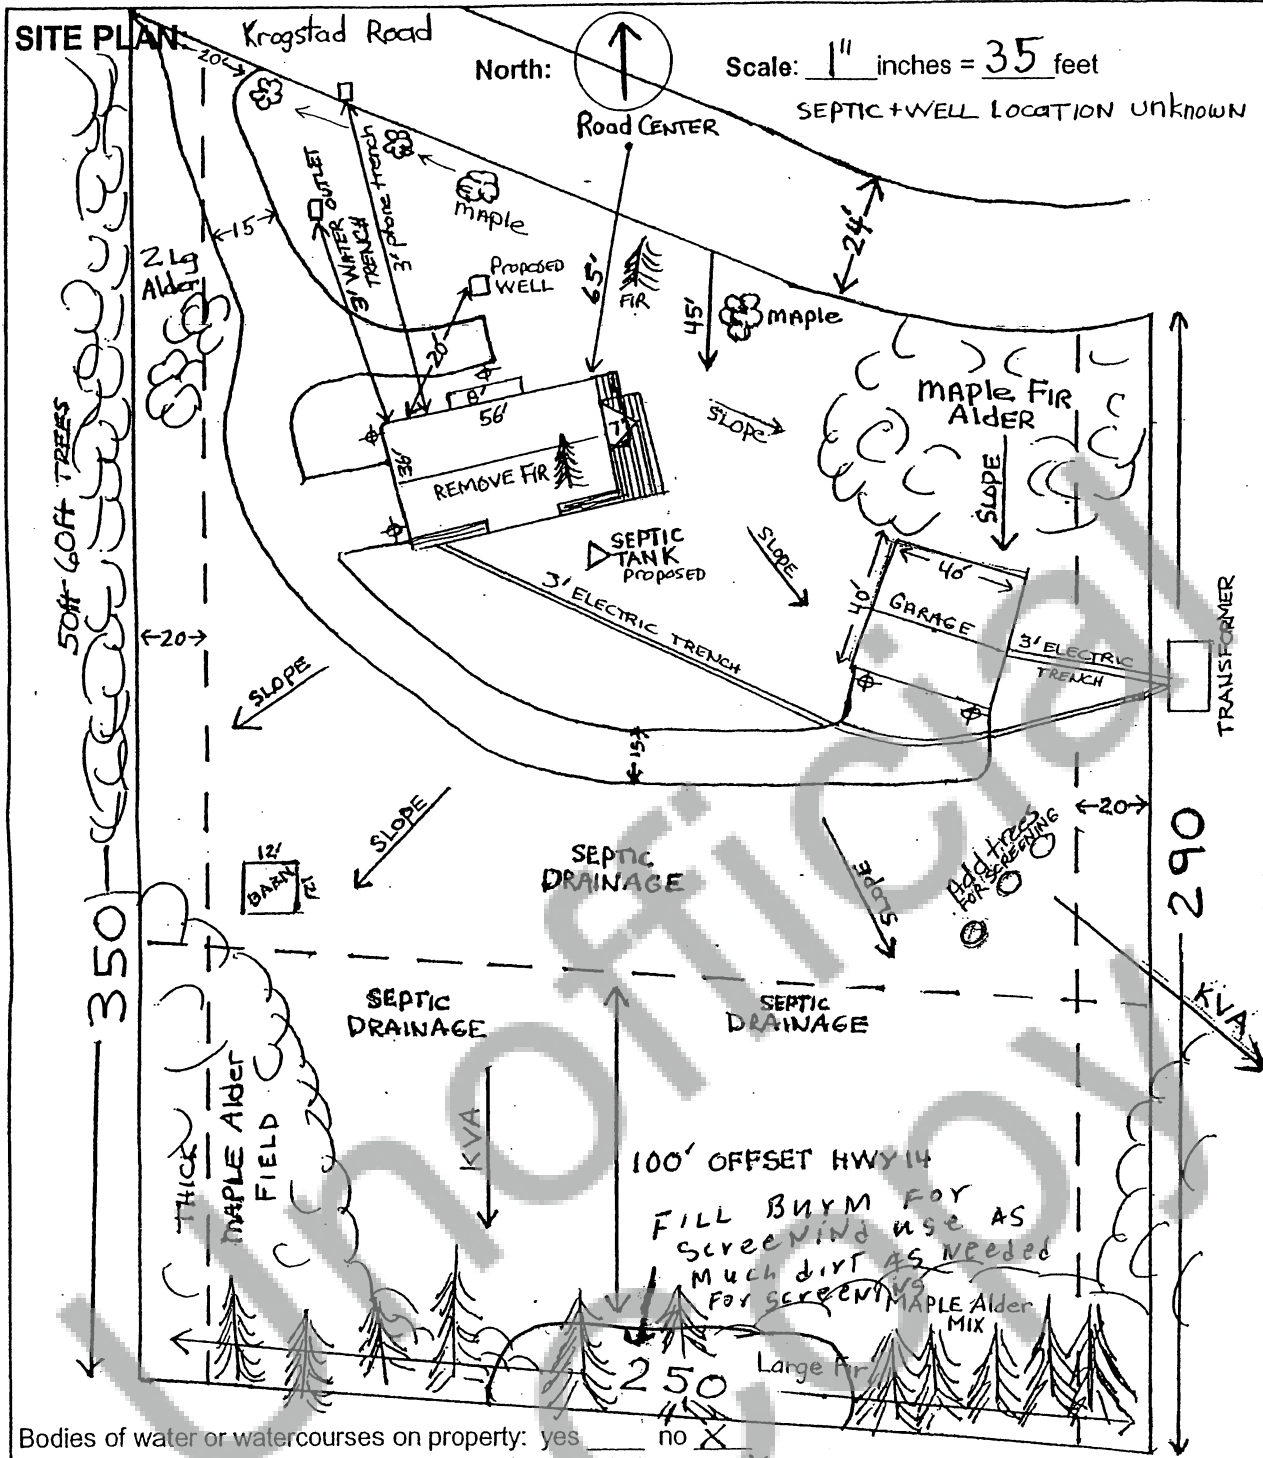 SITE PLAN:
Krogstad Road
North:
Scale: 1" inches = 35 feet
SEPTIC + WELL LOCATION UNKNOWN
Road CENTER
20'
24'
15
2 Lg
Alder
OUTLET
3' WATER
TRENCH
3' phone trench
maple
PROPOSED
WELL
65'
FIR
45'
maple
20'
8'
56'
36'
7'
REMOVE FIR
SLOPE
MAPLE FIR
Alder
SLOPE
50ft-60ft TREES
SEPTIC
TANK
PROPOSED
SLOPE
40'
40'
GARAGE
3' ELECTRIC TRENCH
3' ELECTRIC
TRENCH
TRANSFORMER
20
SLOPE
15'
20
SLOPE
12'
BARN
12'
SEPTIC
DRAINAGE
SLOPE
Add trees
FOR SCREENING
290
350
KVA
SEPTIC
DRAINAGE
SEPTIC
DRAINAGE
THICK
MAPLE Alder
FIELD
KVA
100' OFFSET HWY 14
FILL BURM FOR
SCREENING USE AS
MUCH dirt AS Needed
For screening
MAPLE Alder
MIX
Large Fir
250
Bodies of water or watercourses on property: yes ___ no X
Unofficial
Copy